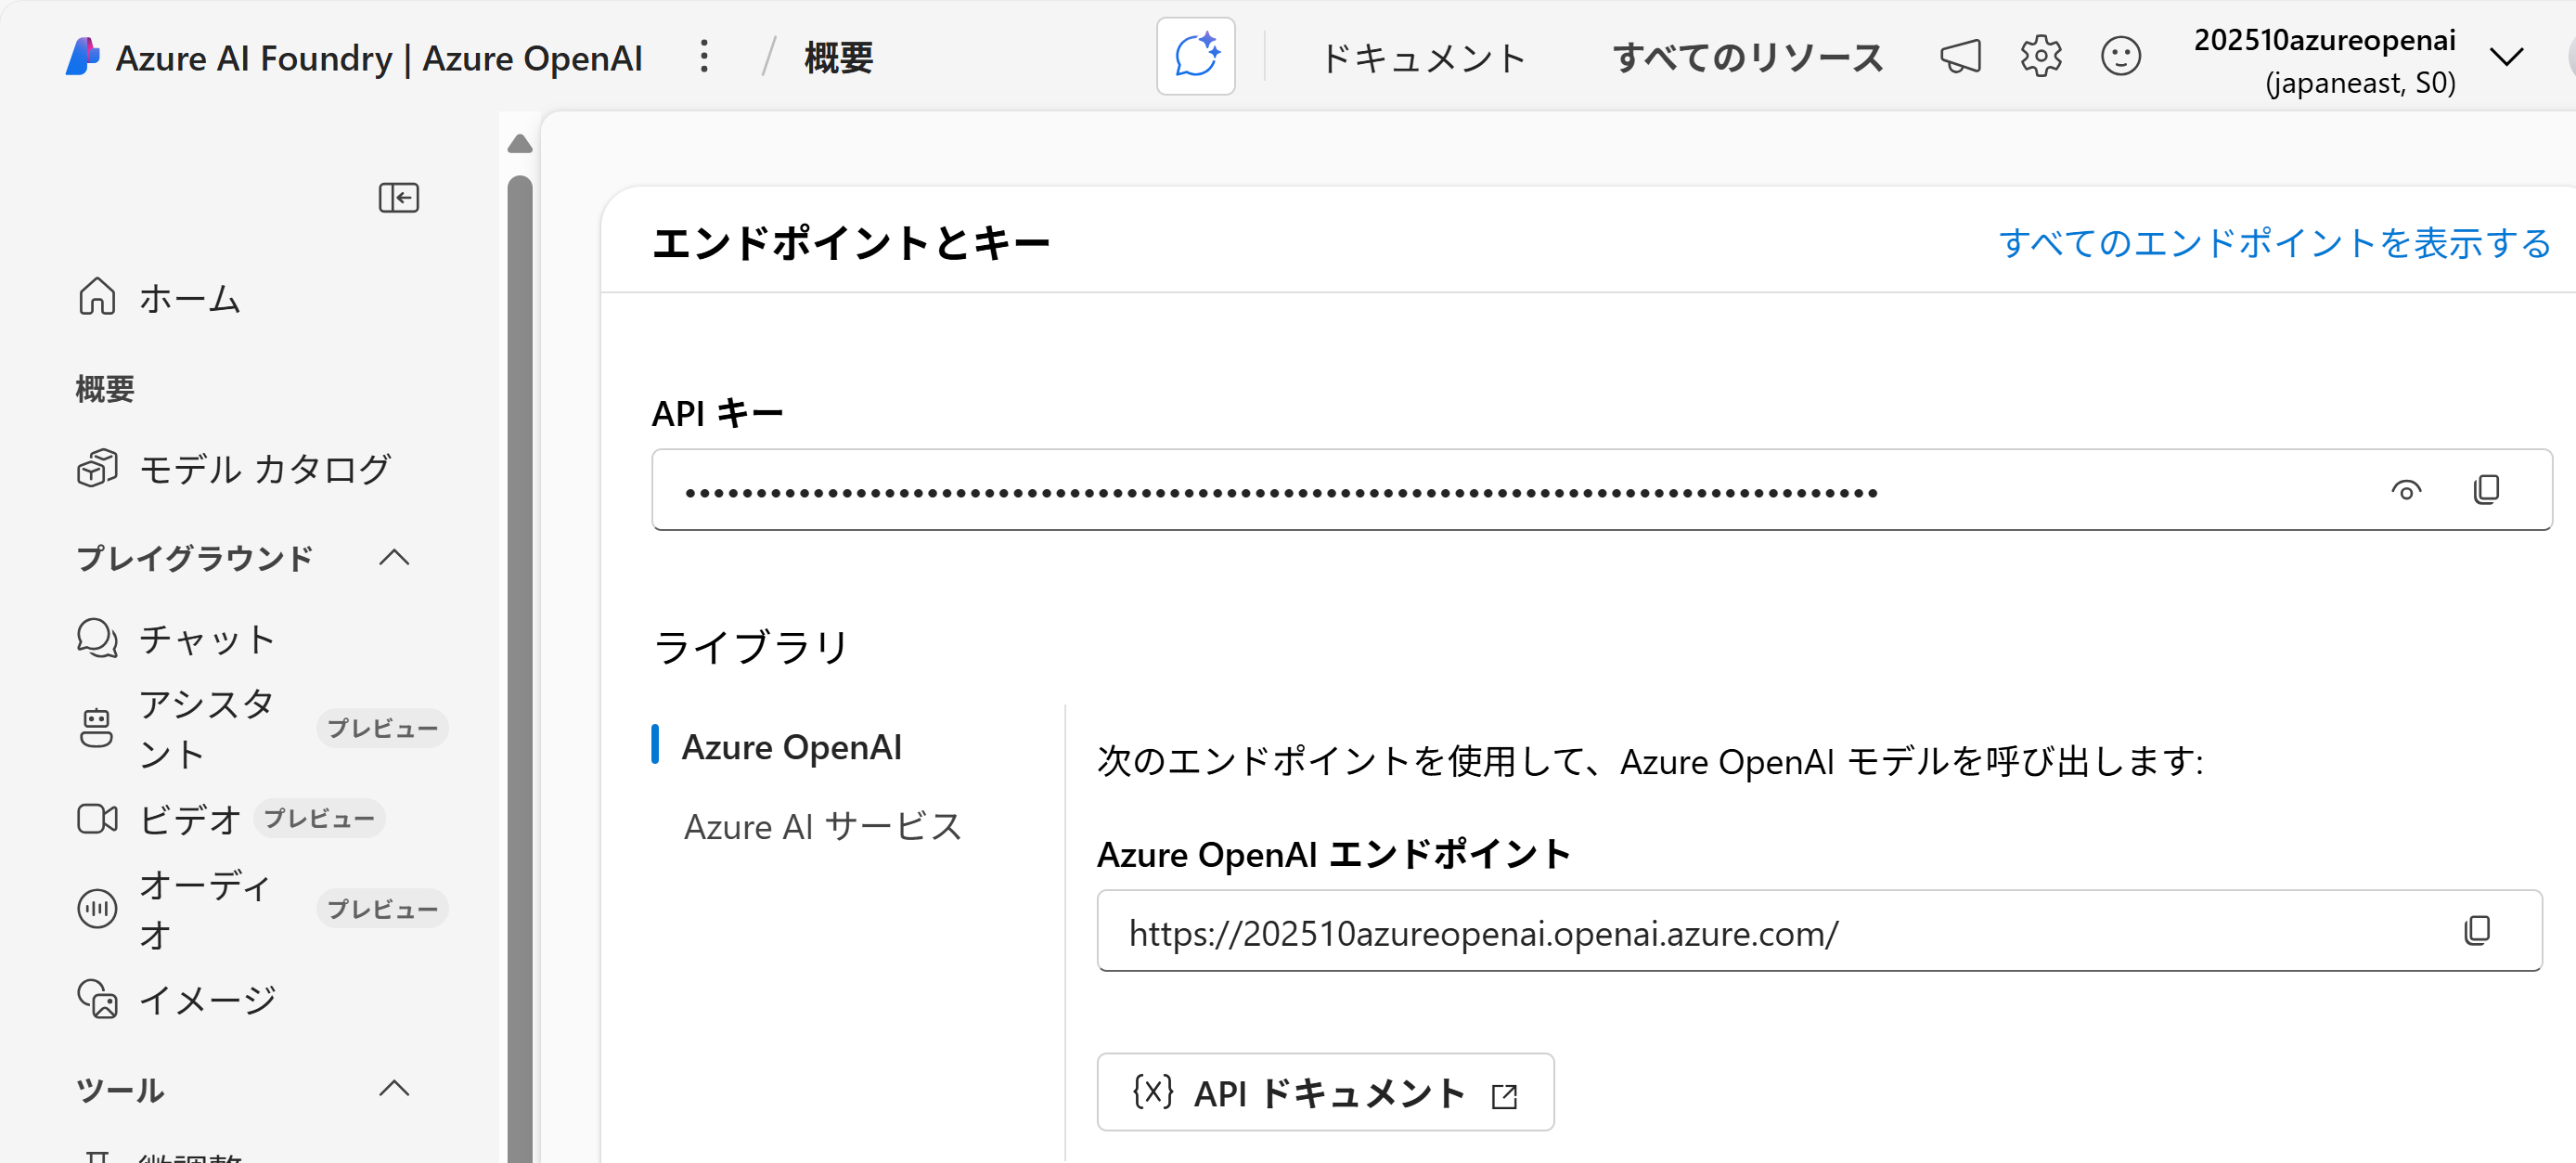 Azure AI Foundry | Azure OpenAI
/ 概要
ドキュメント
すべてのリソース
202510azureopenai
(japaneast, S0)
ホーム
概要
モデル カタログ
プレイグラウンド
チャット
アシスタ
ント
プレビュー
ビデオ プレビュー
オーディ
オ
プレビュー
イメージ
ツール
微調整
エンドポイントとキー
すべてのエンドポイントを表示する
API キー
ライブラリ
Azure OpenAI
Azure AI サービス
次のエンドポイントを使用して、Azure OpenAI モデルを呼び出します:
Azure OpenAI エンドポイント
https://202510azureopenai.openai.azure.com/
{x} API ドキュメント